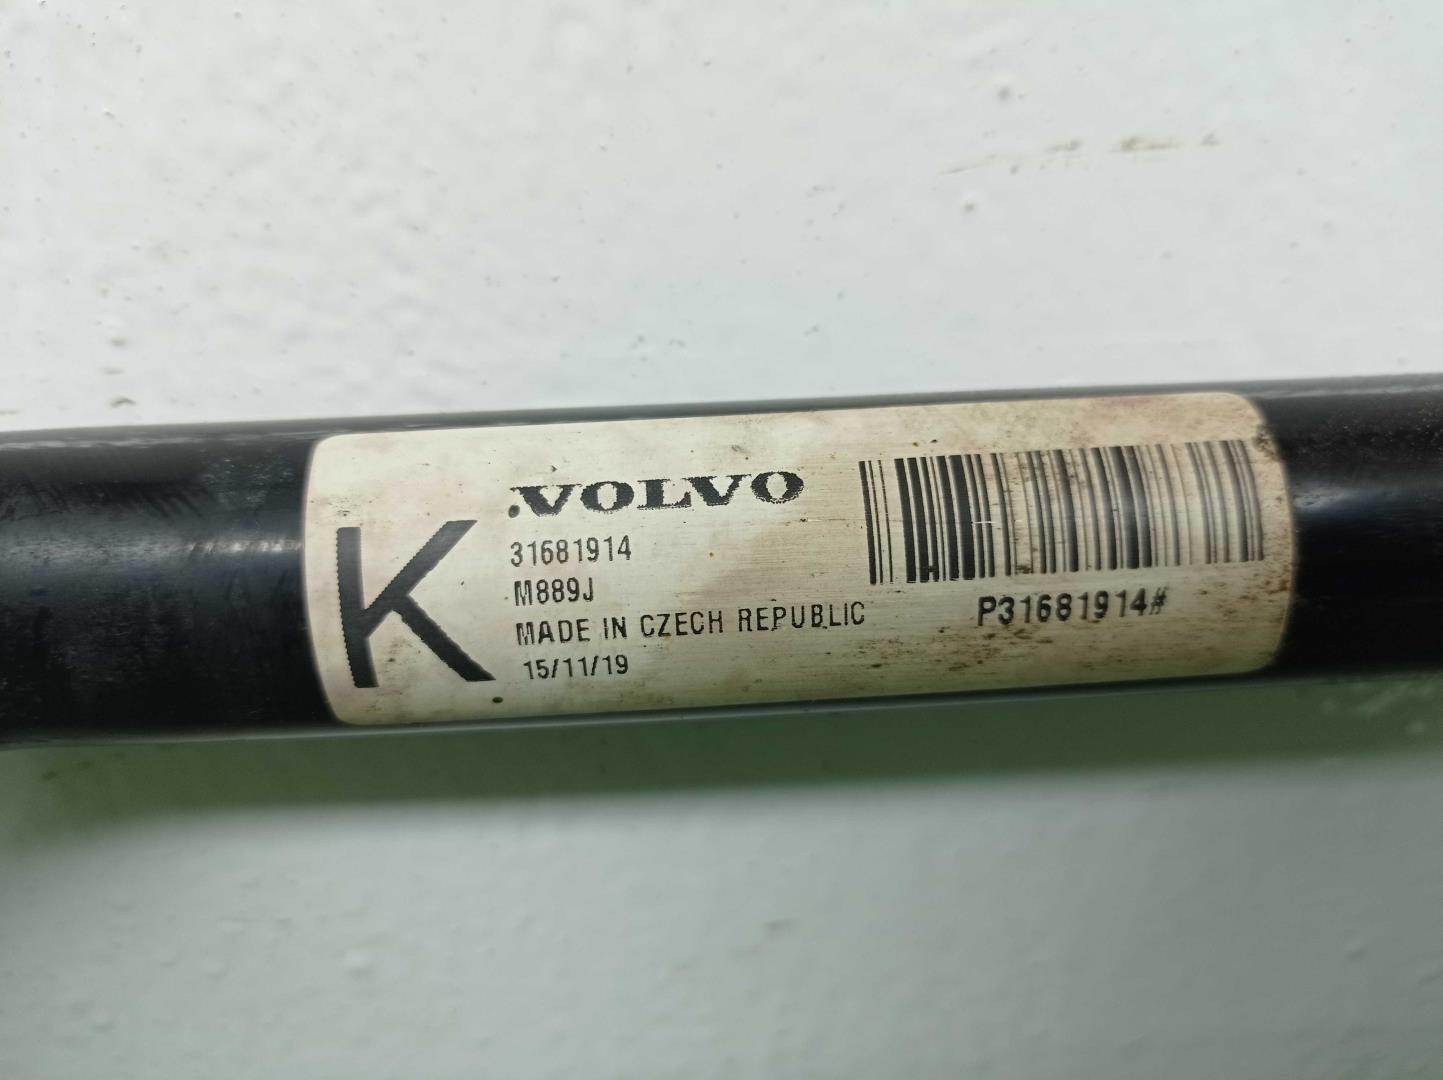 K
VOLVO
31681914
M889J
MADE IN CZECH REPUBLIC
15/11/19
P31681914#